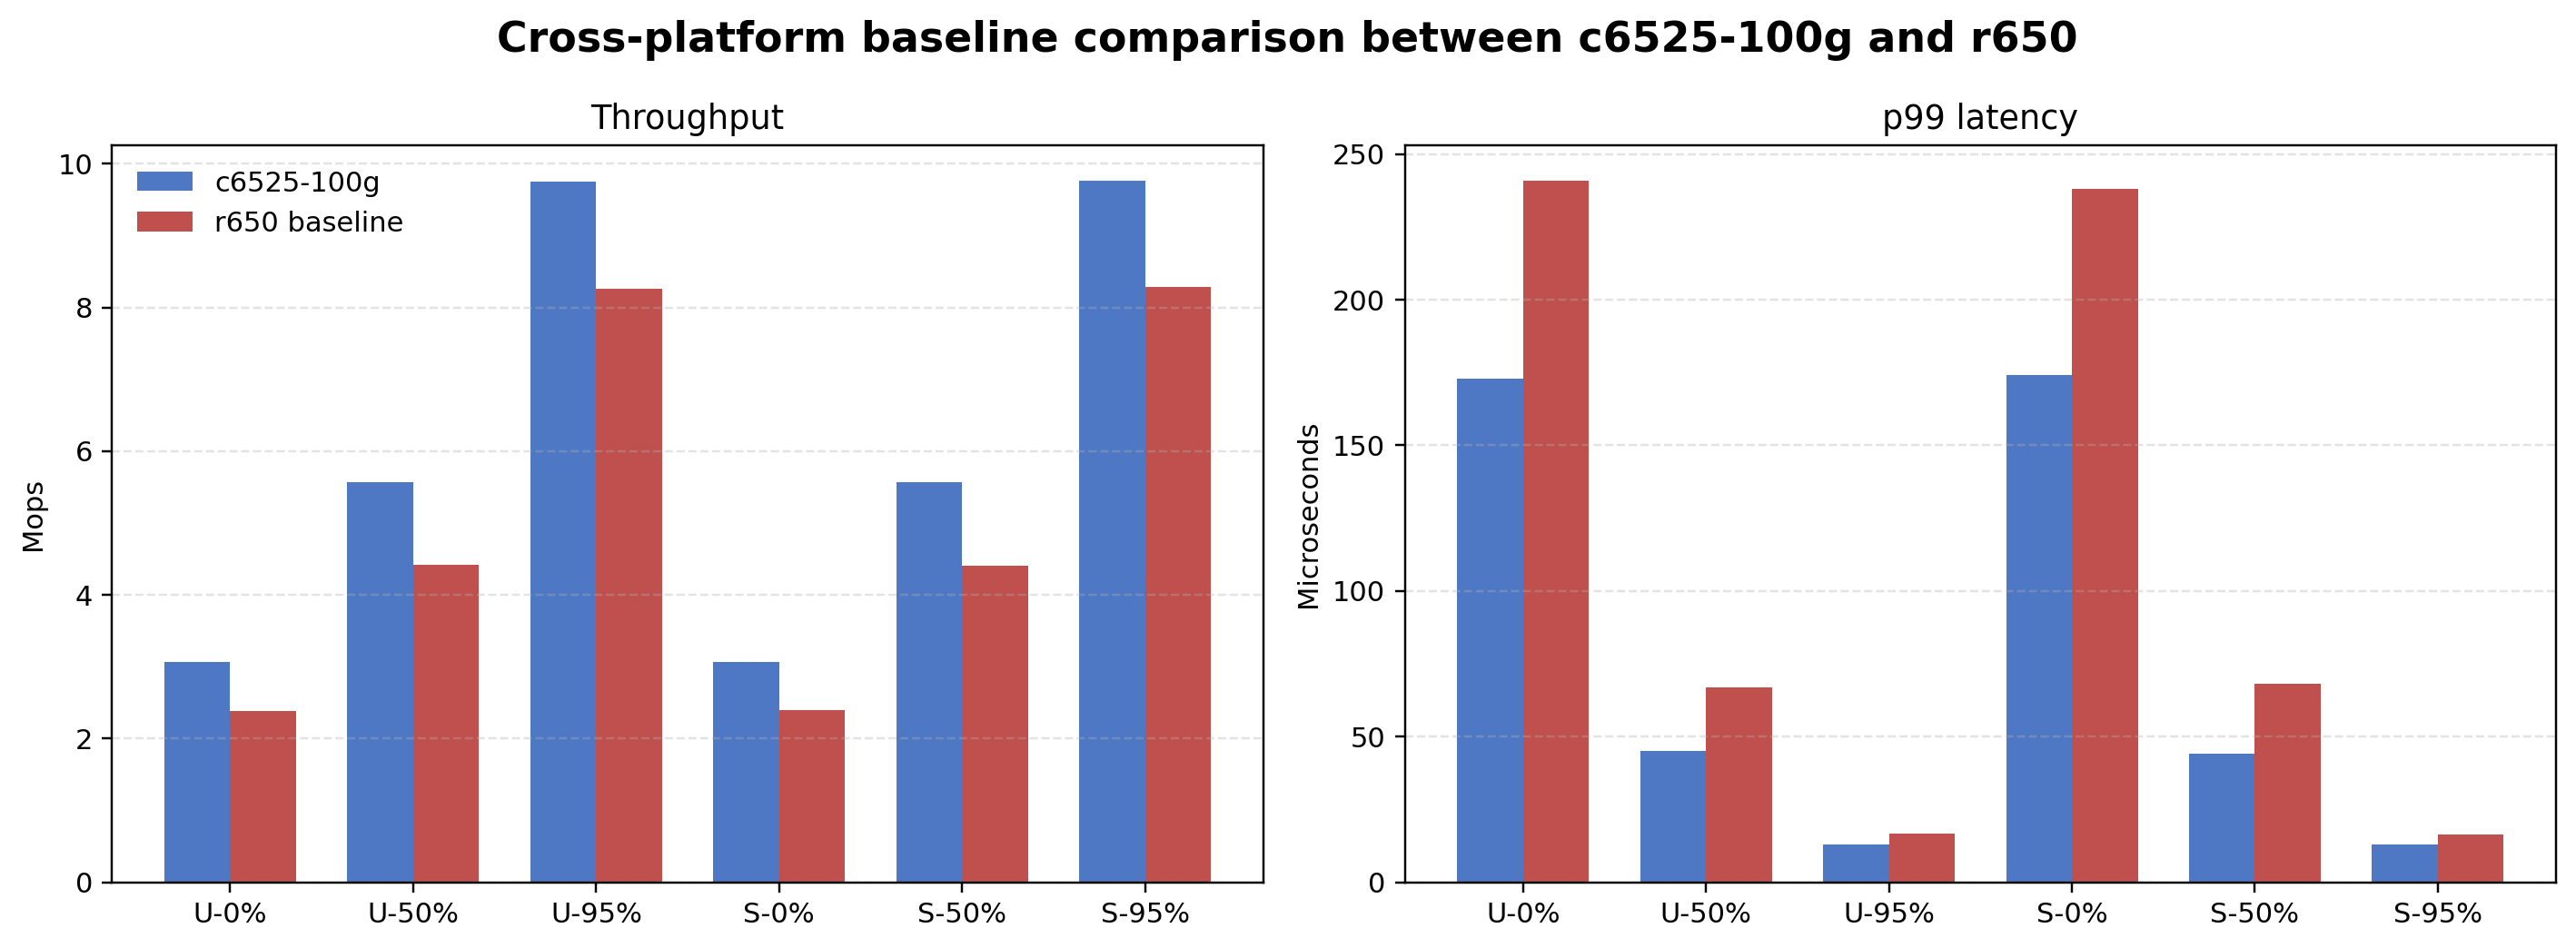 Cross-platform baseline comparison between c6525-100g and r650
Throughput
Mops
10
8
6
4
2
0
c6525-100g
r650 baseline
U-0%
U-50%
U-95%
S-0%
S-50%
S-95%
p99 latency
Microseconds
250
200
150
100
50
0
U-0%
U-50%
U-95%
S-0%
S-50%
S-95%